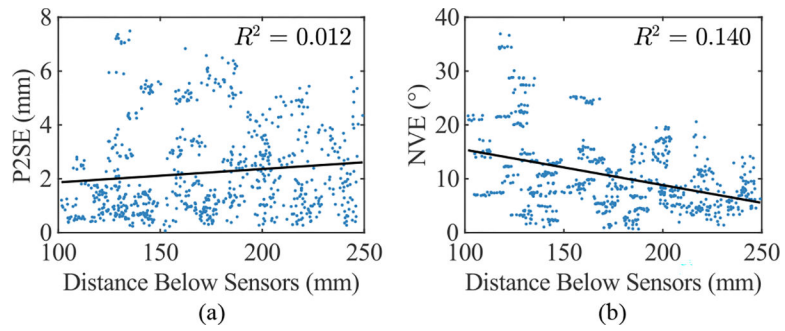 R² = 0.012
8
6
4
2
0
P2SE (mm)
100 150 200 250
Distance Below Sensors (mm)
(a)
R² = 0.140
40
30
20
10
0
NVE (°)
100 150 200 250
Distance Below Sensors (mm)
(b)